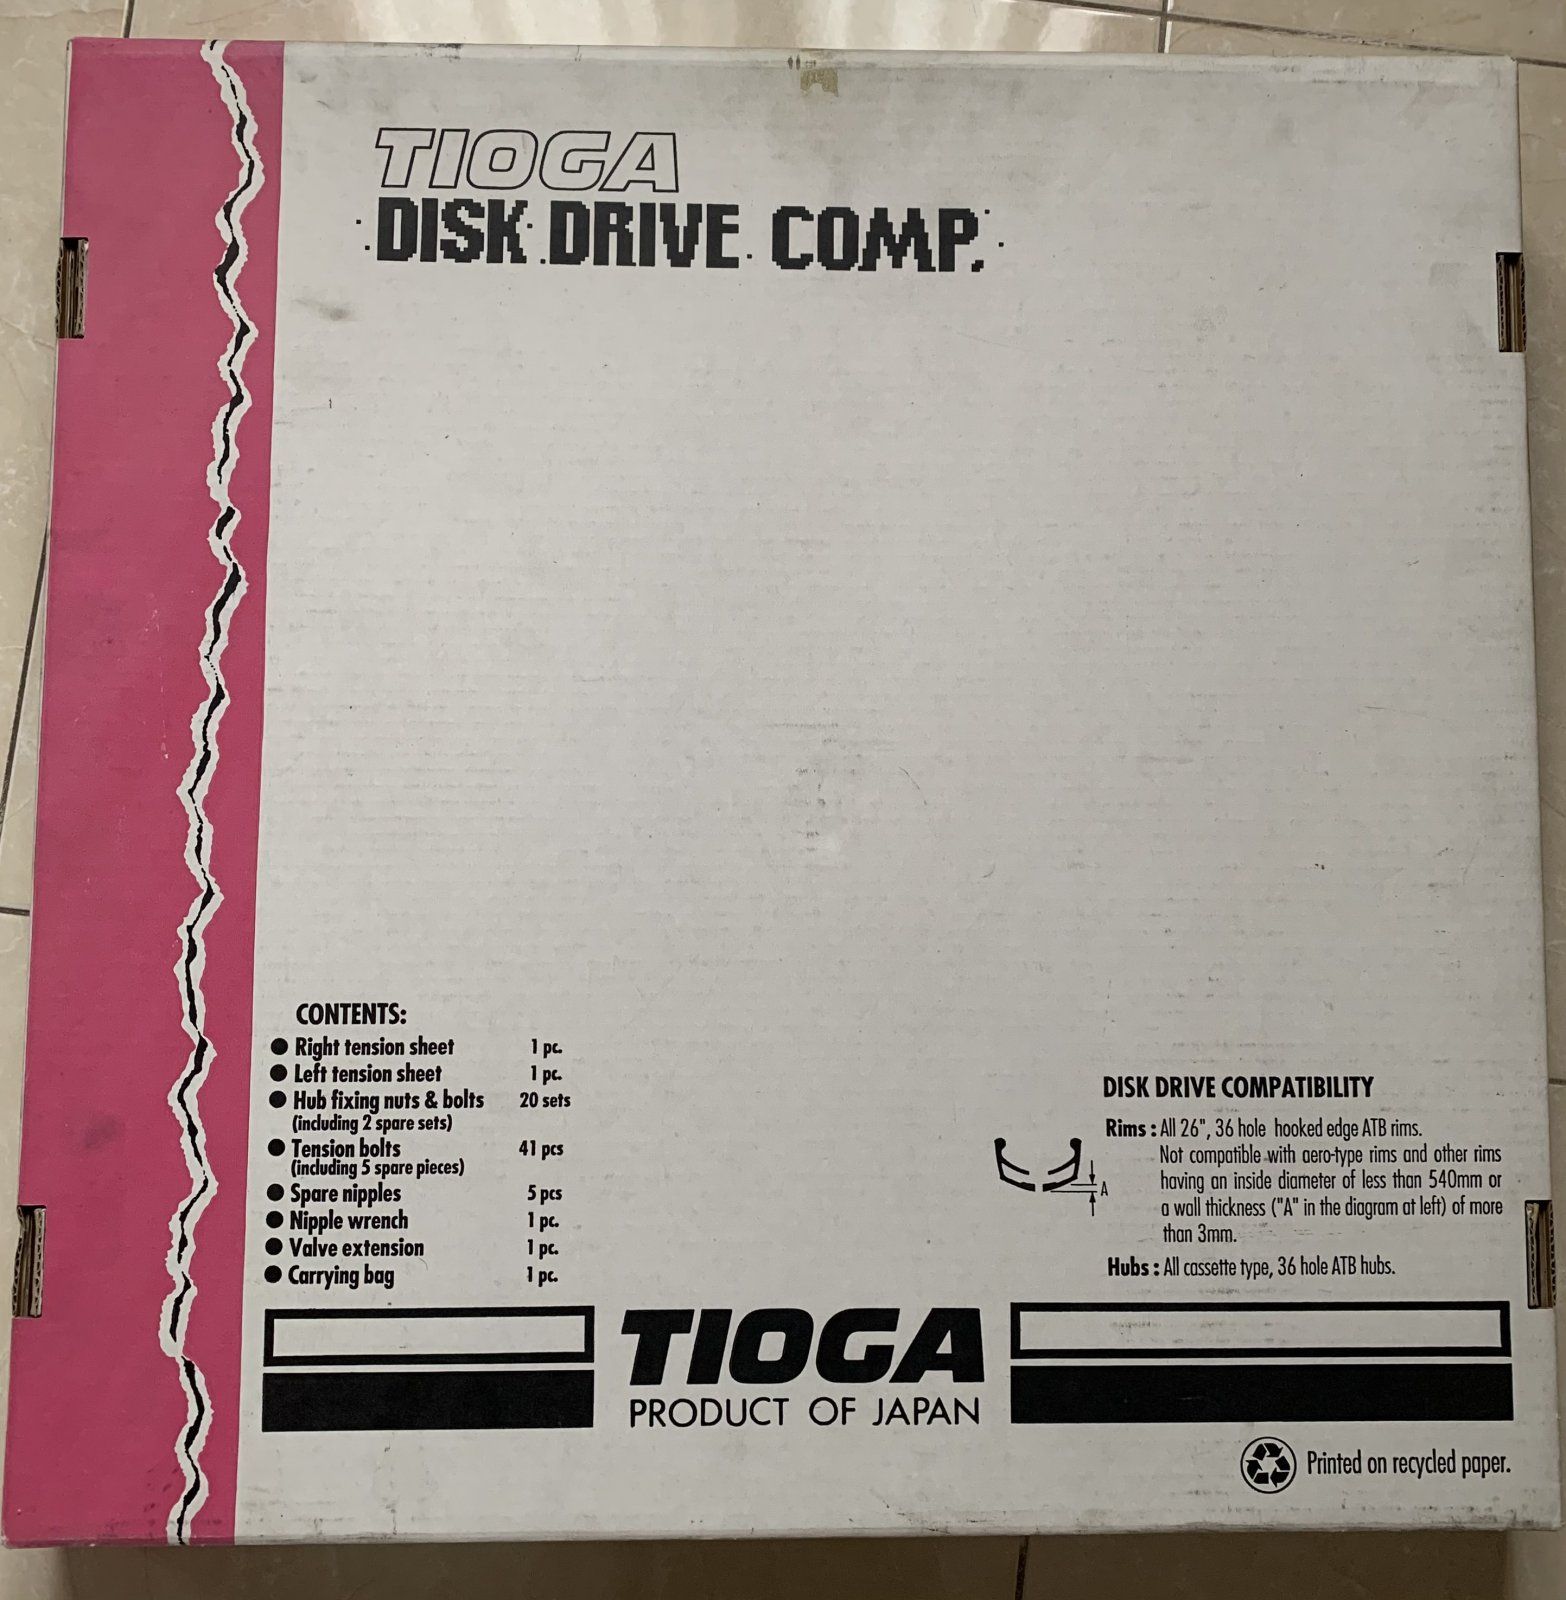 TIOGA
DISK DRIVE COMP.
CONTENTS:
● Right tension sheet 1 pc.
● Left tension sheet 1 pc.
● Hub fixing nuts & bolts 20 sets
(including 2 spare sets)
● Tension bolts 41 pcs
(including 5 spare pieces)
● Spare nipples 5 pcs
● Nipple wrench 1 pc.
● Valve extension 1 pc.
● Carrying bag 1 pc.
DISK DRIVE COMPATIBILITY
Rims : All 26", 36 hole hooked edge ATB rims.
Not compatible with aero-type rims and other rims
having an inside diameter of less than 540mm or
a wall thickness ("A" in the diagram at left) of more
than 3mm.
A
Hubs : All cassette type, 36 hole ATB hubs.
TIOGA
PRODUCT OF JAPAN
Printed on recycled paper.